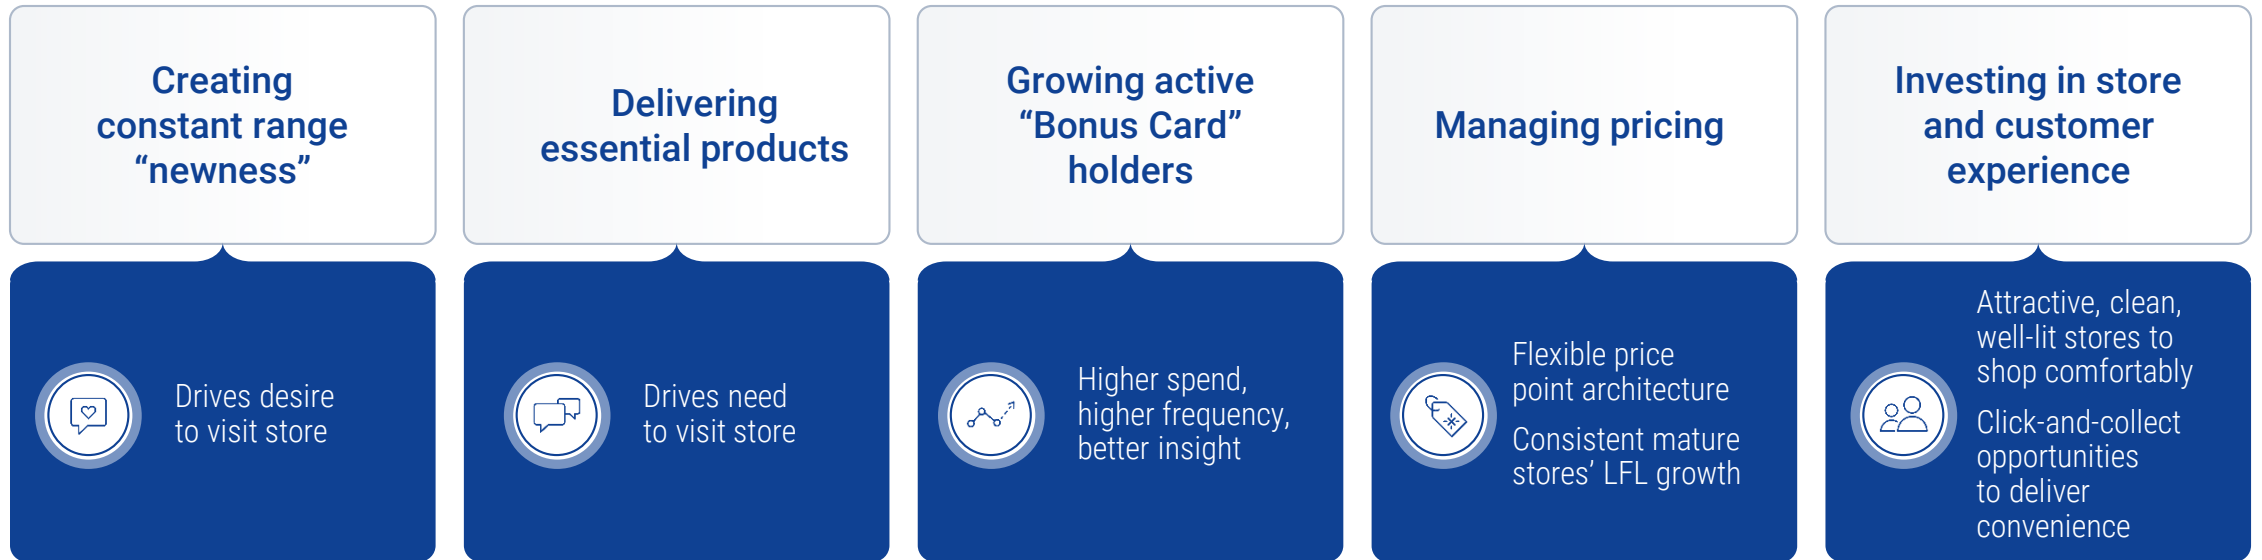 Creating
constant range
“newness”
Drives desire
to visit store
Delivering
essential products
Drives need
to visit store
Growing active
“Bonus Card”
holders
Higher spend,
higher frequency,
better insight
Managing pricing
Flexible price
point architecture
Consistent mature
stores’ LFL growth
Investing in store
and customer
experience
Attractive, clean,
well-lit stores to
shop comfortably
Click-and-collect
opportunities
to deliver
convenience